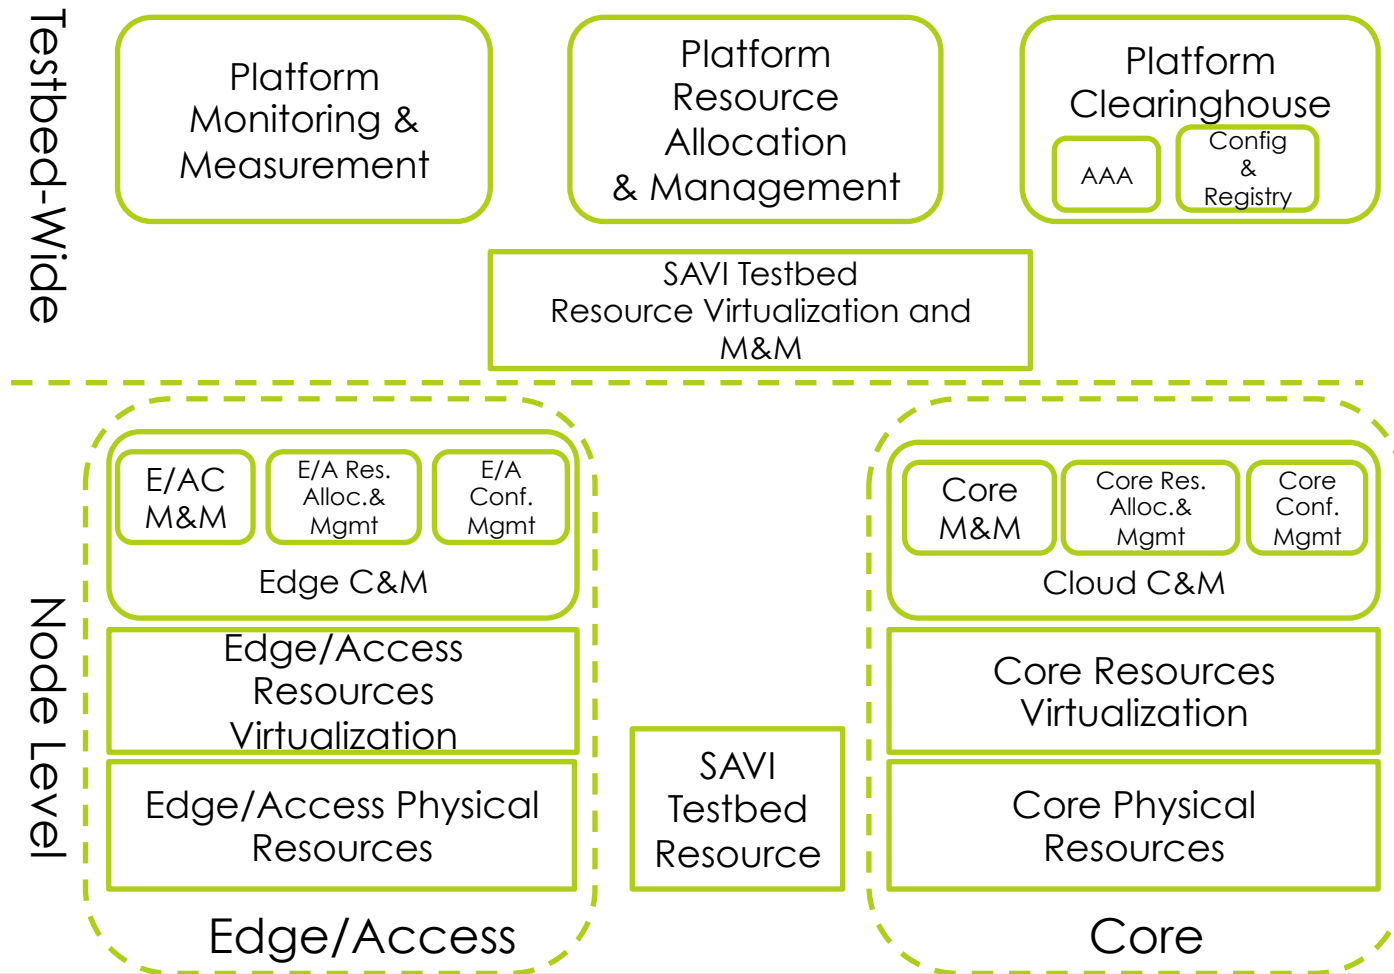 Testbed-Wide
Platform
Monitoring &
Measurement
Platform
Resource
Allocation
& Management
Platform
Clearinghouse
AAA
Config
&
Registry
SAVI Testbed
Resource Virtualization and
M&M
Node Level
E/AC
M&M
E/A Res.
Alloc.&
Mgmt
E/A
Conf.
Mgmt
Edge C&M
Edge/Access
Resources
Virtualization
Edge/Access Physical
Resources
Edge/Access
SAVI
Testbed
Resource
Core
M&M
Core Res.
Alloc.&
Mgmt
Core
Conf.
Mgmt
Cloud C&M
Core Resources
Virtualization
Core Physical
Resources
Core